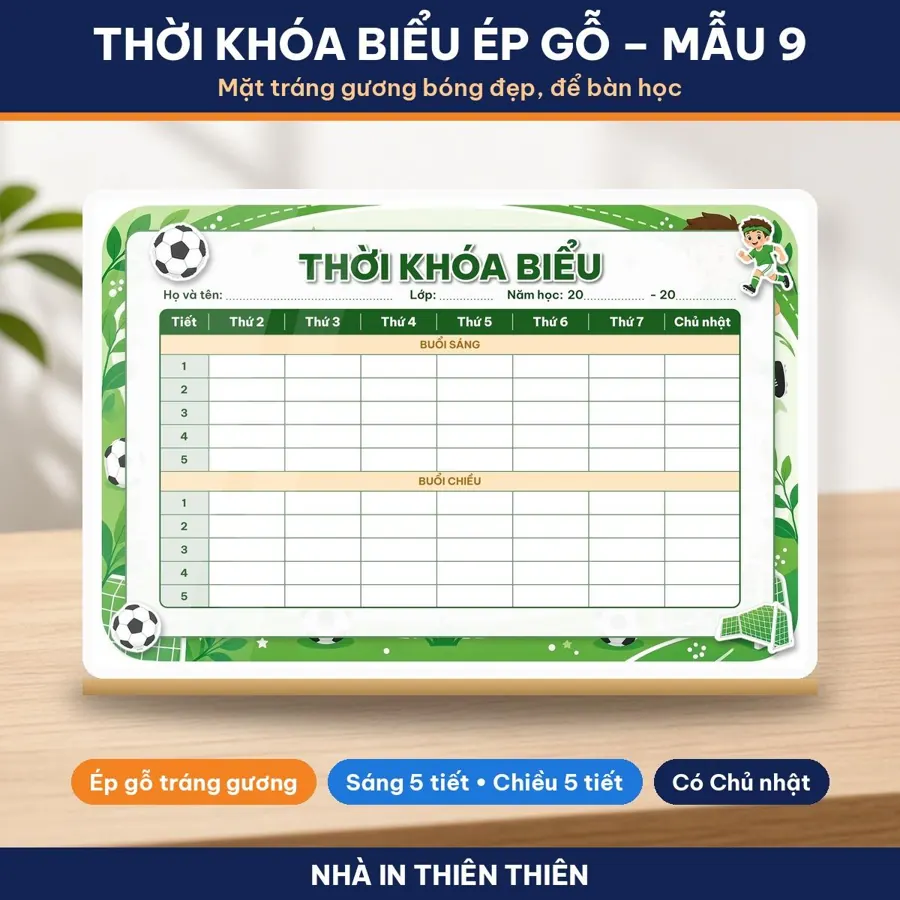 THỜI KHÓA BIỂU ÉP GỖ – MẪU 9
Mặt tráng gương bóng đẹp, để bàn học
THỜI KHÓA BIỂU
Họ và tên: ........................ Lớp: ............ Năm học: 20............ - 20............
Tiết Thứ 2 Thứ 3 Thứ 4 Thứ 5 Thứ 6 Thứ 7 Chủ nhật
BUỔI SÁNG
1
2
3
4
5
BUỔI CHIỀU
1
2
3
4
5
Ép gỗ tráng gương Sáng 5 tiết • Chiều 5 tiết Có Chủ nhật
NHÀ IN THIÊN THIÊN